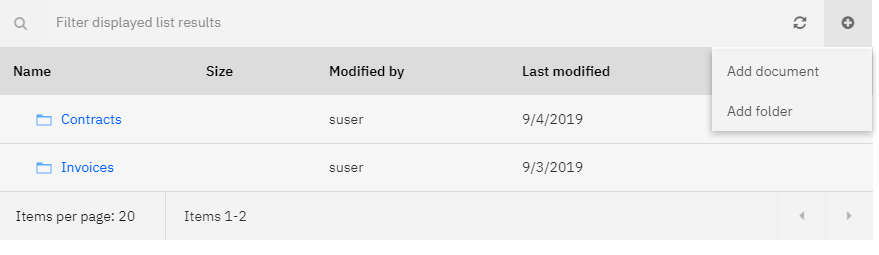 Filter displayed list results
Name Size Modified by Last modified
Add document
Add folder
Contracts suser 9/4/2019
Invoices suser 9/3/2019
Items per page: 20 Items 1-2